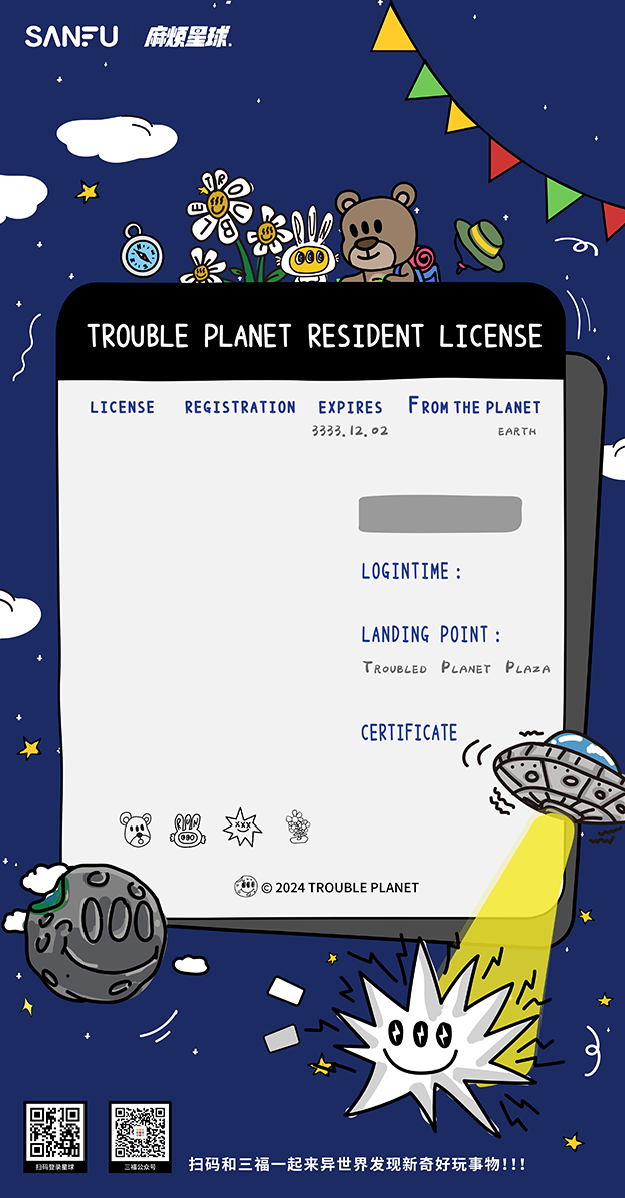 SANFU 麻烦星球
TROUBLE
PLAN
TROUBLE PLANET RESIDENT LICENSE
LICENSE REGISTRATION EXPIRES FROM THE PLANET
3333.12.02 EARTH
LOGINTIME :
LANDING POINT :
TROUBLED PLANET PLAZA
CERTIFICATE
XXX
© 2024 TROUBLE PLANET
扫码登录星球 三福公众号
扫码和三福一起来异世界发现新奇好玩事物!!!